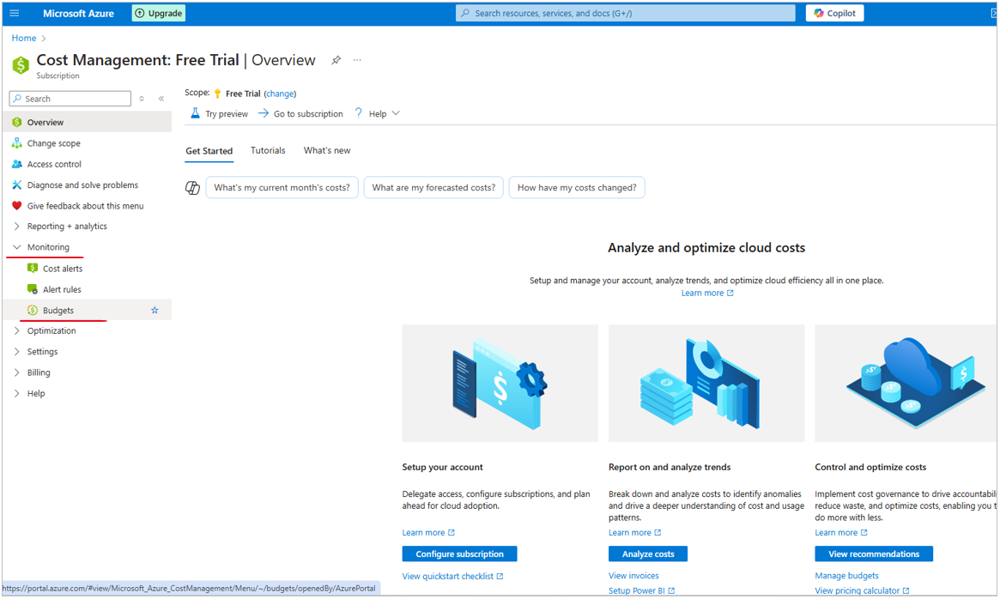 Microsoft Azure
Upgrade
Search resources, services, and docs (G+/)
Copilot
Home
Cost Management: Free Trial | Overview
Subscription
Search
Overview
Change scope
Access control
Diagnose and solve problems
Give feedback about this menu
Reporting + analytics
Monitoring
Cost alerts
Alert rules
Budgets
Optimization
Settings
Billing
Help
Scope: Free Trial (change)
Try preview Go to subscription Help
Get Started Tutorials What's new
What's my current month's costs? What are my forecasted costs? How have my costs changed?
Analyze and optimize cloud costs
Setup and manage your account, analyze trends, and optimize cloud efficiency all in one place.
Learn more
Setup your account
Delegate access, configure subscriptions, and plan
ahead for cloud adoption.
Learn more
Configure subscription
View quickstart checklist
Report on and analyze trends
Break down and analyze costs to identify anomalies
and drive a deeper understanding of cost and usage
patterns.
Learn more
Analyze costs
View invoices
Setup Power BI
Control and optimize costs
Implement cost governance to drive accountabili
reduce waste, and optimize costs, enabling you t
do more with less.
Learn more
View recommendations
Manage budgets
View pricing calculator
https://portal.azure.com/#view/Microsoft_Azure_CostManagement/Menu/~/budgets/openedBy/AzurePortal